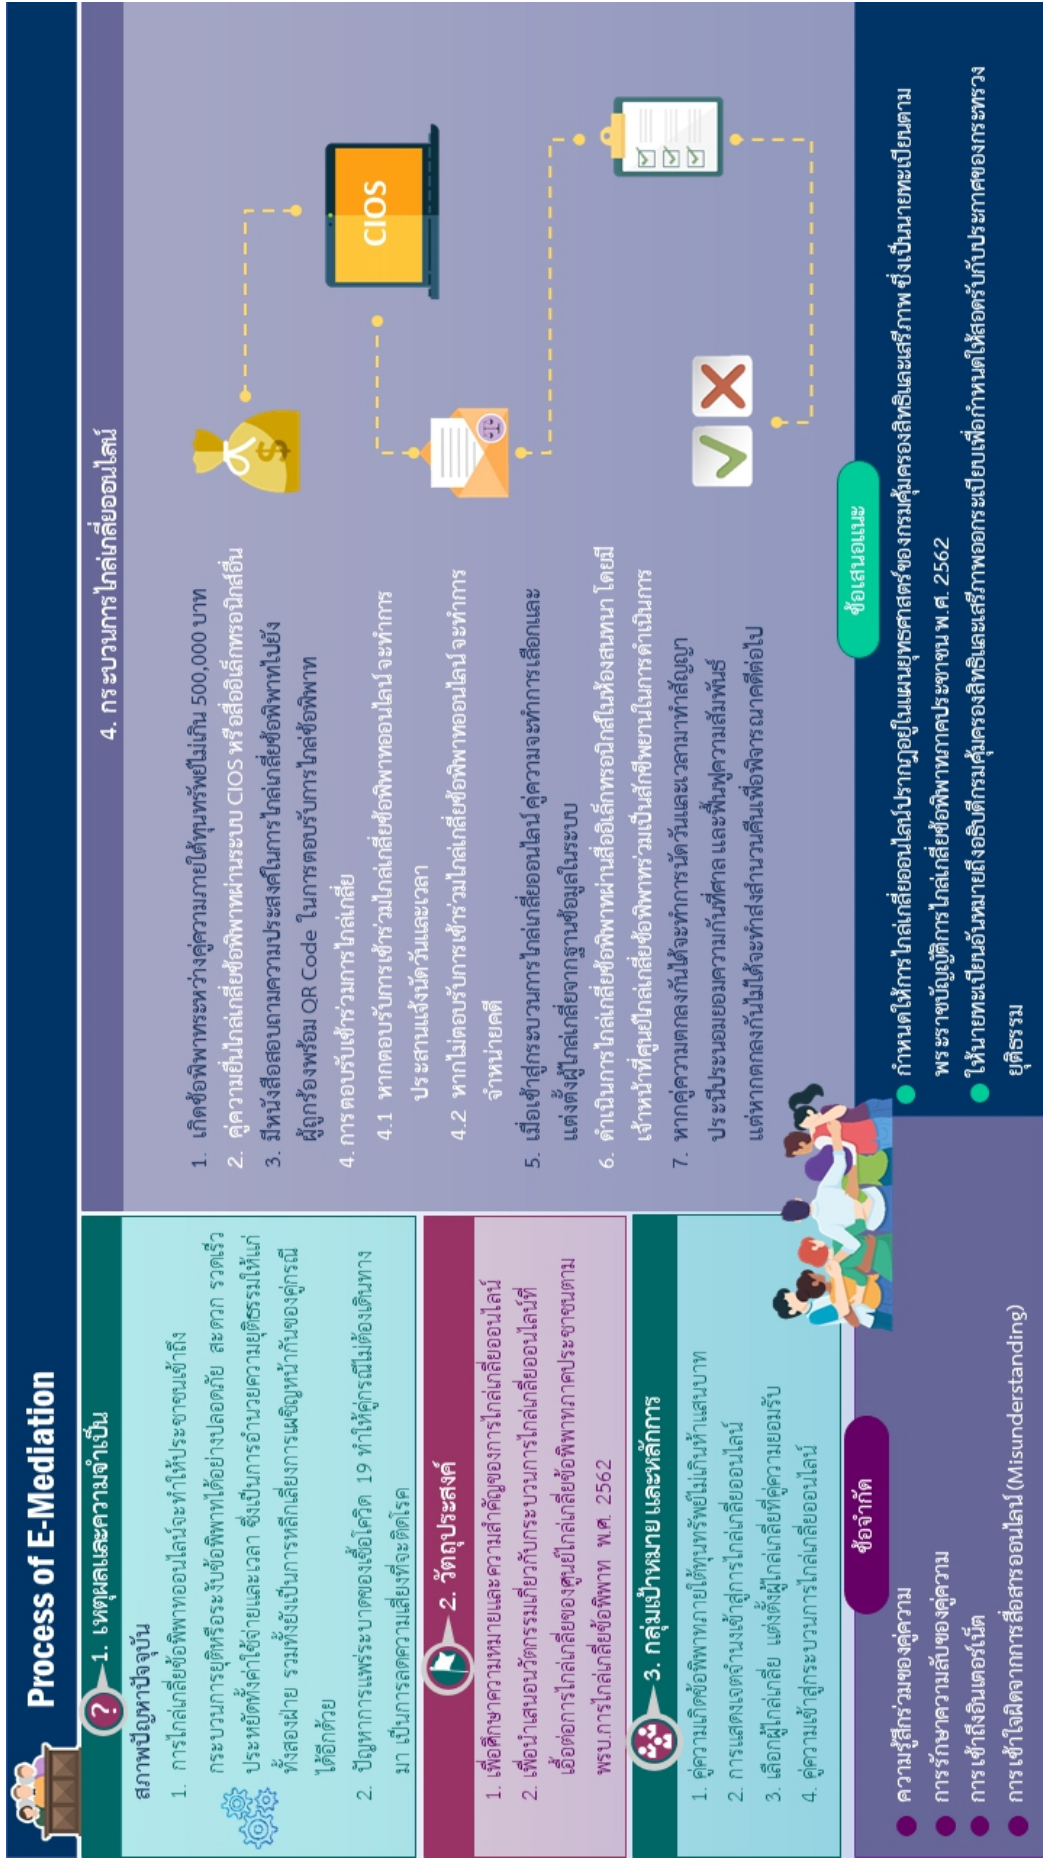 Process of E-Mediation
1. เหตุผลและความจำเป็น
สภาพปัญหาปัจจุบัน
1. การไกล่เกลี่ยข้อพิพาทออนไลน์จะทำให้ประชาชนเข้าถึง
กระบวนการยุติหรือระงับข้อพิพาทได้อย่างปลอดภัย สะดวก รวดเร็ว
ประหยัดทั้งค่าใช้จ่ายและเวลา ซึ่งเป็นการอำนวยความยุติธรรมให้แก่
ทั้งสองฝ่าย รวมทั้งยังเป็นการหลีกเลี่ยงการเผชิญหน้ากันของคู่กรณี
ได้อีกด้วย
2. ปัญหาการแพร่ระบาดของเชื้อโควิด 19 ทำให้คู่กรณีไม่ต้องเดินทาง
มา เป็นการลดความเสี่ยงที่จะติดโรค
2. วัตถุประสงค์
1. เพื่อศึกษาความหมายและความสำคัญของการไกล่เกลี่ยออนไลน์
2. เพื่อนำเสนอนวัตกรรมเกี่ยวกับกระบวนการไกล่เกลี่ยออนไลน์ที่
เอื้อต่อการไกล่เกลี่ยของศูนย์ไกล่เกลี่ยข้อพิพาทภาคประชาชนตาม
พรบ.การไกล่เกลี่ยข้อพิพาท พ.ศ. 2562
3. กลุ่มเป้าหมาย และหลักการ
1. คู่ความเกิดข้อพิพาทภายใต้ทุนทรัพย์ไม่เกินห้าแสนบาท
2. การแสดงเจตจำนงเข้าสู่การไกล่เกลี่ยออนไลน์
3. เลือกผู้ไกล่เกลี่ย แต่งตั้งผู้ไกล่เกลี่ยที่คู่ความยอมรับ
4. คู่ความเข้าสู่กระบวนการไกล่เกลี่ยออนไลน์
4. กระบวนการไกล่เกลี่ยออนไลน์
1. เกิดข้อพิพาทระหว่างคู่ความภายใต้ทุนทรัพย์ไม่เกิน 500,000 บาท
2. คู่ความยื่นไกล่เกลี่ยข้อพิพาทผ่านระบบ CIOS หรือสื่ออิเล็กทรอนิกส์อื่น
3. มีหนังสือสอบถามความประสงค์ในการไกล่เกลี่ยข้อพิพาทไปยัง
ผู้ถูกร้องพร้อม QR Code ในการตอบรับการไกล่ข้อพิพาท
4. การตอบรับเข้าร่วมการไกล่เกลี่ย
4.1 หากตอบรับการเข้าร่วมไกล่เกลี่ยข้อพิพาทออนไลน์ จะทำการ
ประสานแจ้งนัดวันและเวลา
4.2 หากไม่ตอบรับการเข้าร่วมไกล่เกลี่ยข้อพิพาทออนไลน์ จะทำการ
จำหน่ายคดี
5. เมื่อเข้าสู่กระบวนการไกล่เกลี่ยออนไลน์ คู่ความจะทำการเลือกและ
แต่งตั้งผู้ไกล่เกลี่ยจากฐานข้อมูลในระบบ
6. ดำเนินการไกล่เกลี่ยข้อพิพาทผ่านสื่ออิเล็กทรอนิกส์ในห้องสนทนา โดยมี
เจ้าหน้าที่ศูนย์ไกล่เกลี่ยข้อพิพาทร่วมเป็นสักขีพยานในการดำเนินการ
7. หากคู่ความตกลงกันได้จะทำการนัดวันและเวลามาทำสัญญา
ประนีประนอมยอมความกันที่ศาล และฟื้นฟูความสัมพันธ์
แต่หากตกลงกันไม่ได้จะทำส่งสำนวนคืนเพื่อพิจารณาคดีต่อไป
CIOS
ข้อจำกัด
ความรู้สึกร่วมของคู่ความ
การรักษาความลับของคู่ความ
การเข้าถึงอินเตอร์เน็ต
การเข้าใจผิดจากการสื่อสารออนไลน์ (Misunderstanding)
ข้อเสนอแนะ
กำหนดให้การไกล่เกลี่ยออนไลน์ปรากฏอยู่ในแผนยุทธศาสตร์ของกรมคุ้มครองสิทธิและเสรีภาพ ซึ่งเป็นนายทะเบียนตาม
พระราชบัญญัติการไกล่เกลี่ยข้อพิพาทภาคประชาชน พ.ศ. 2562
ให้นายทะเบียนอันหมายถึงอธิบดีกรมคุ้มครองสิทธิและเสรีภาพออกระเบียบเพื่อกำหนดให้สอดรับกับประกาศของกระทรวง
ยุติธรรม